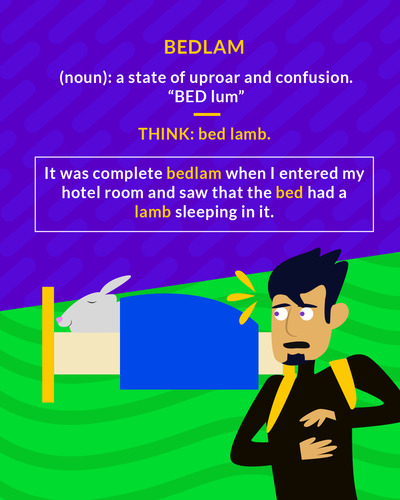 BEDLAM
(noun): a state of uproar and confusion.
“BED lum”
THINK: bed lamb.
It was complete bedlam when I entered my
hotel room and saw that the bed had a
lamb sleeping in it.